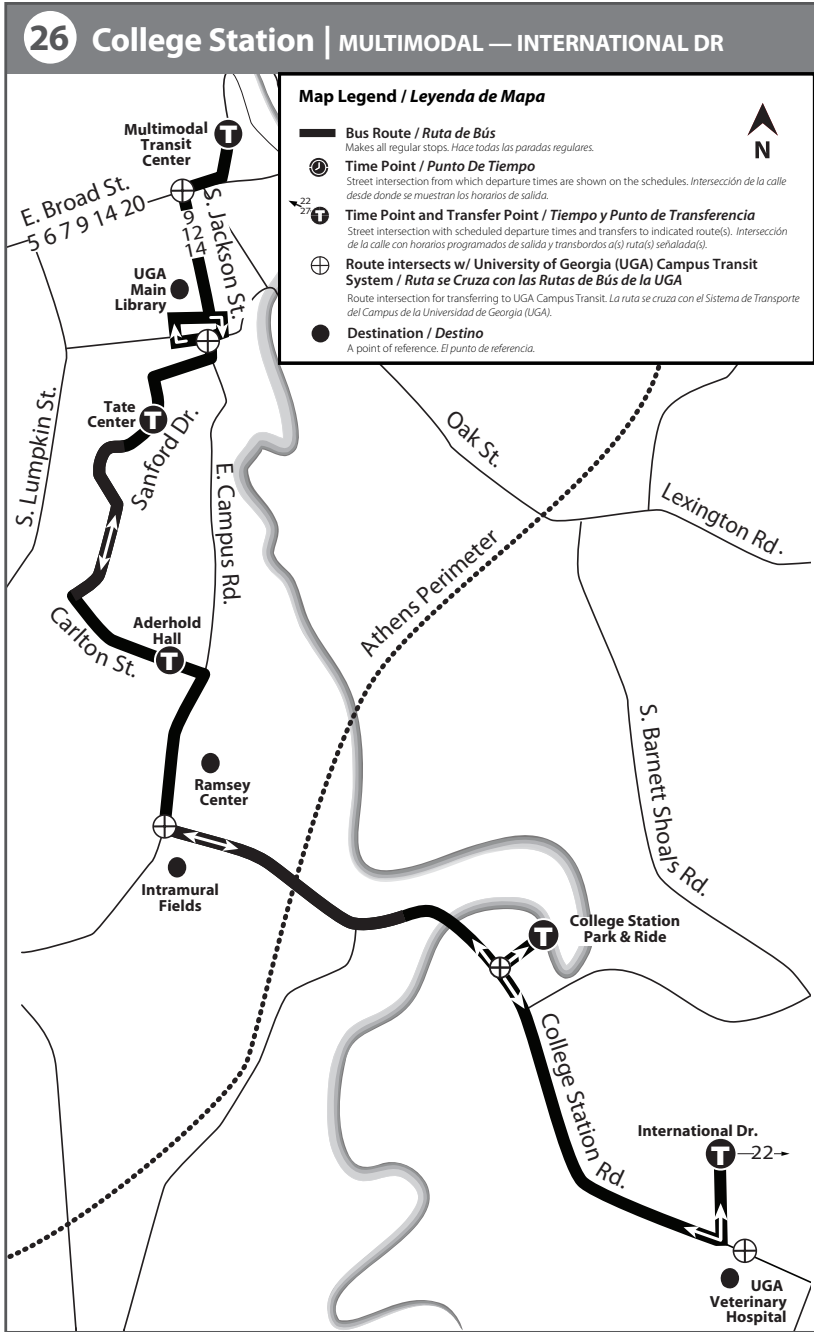 26 College Station | MULTIMODAL — INTERNATIONAL DR
Map Legend / Leyenda de Mapa
Bus Route / Ruta de Bús
Makes all regular stops. Hace todas las paradas regulares.
N
Time Point / Punto De Tiempo
Street intersection from which departure times are shown on the schedules. Intersección de la calle
desde donde se muestran los horarios de salida.
22
27
T
Time Point and Transfer Point / Tiempo y Punto de Transferencia
Street intersection with scheduled departure times and transfers to indicated route(s). Intersección
de la calle con horarios programados de salida y transbordos a(s) ruta(s) señalada(s).
Route intersects w/ University of Georgia (UGA) Campus Transit
System / Ruta se Cruza con las Rutas de Bús de la UGA
Route intersection for transferring to UGA Campus Transit. La ruta se cruza con el Sistema de Transporte
del Campus de la Universidad de Georgia (UGA).
Destination / Destino
A point of reference. El punto de referencia.
Multimodal
Transit
Center
T
E. Broad St.
5 6 7 9 14 20
9
12
14
S. Jackson St.
UGA
Main
Library
S. Lumpkin St.
Tate
Center
T
Sanford Dr.
E. Campus Rd.
Oak St.
Lexington Rd.
Athens Perimeter
Aderhold
Hall
T
Carlton St.
S. Barnett Shoals Rd.
Ramsey
Center
Intramural
Fields
College Station
Park & Ride
T
College Station Rd.
International Dr.
T
22
UGA
Veterinary
Hospital